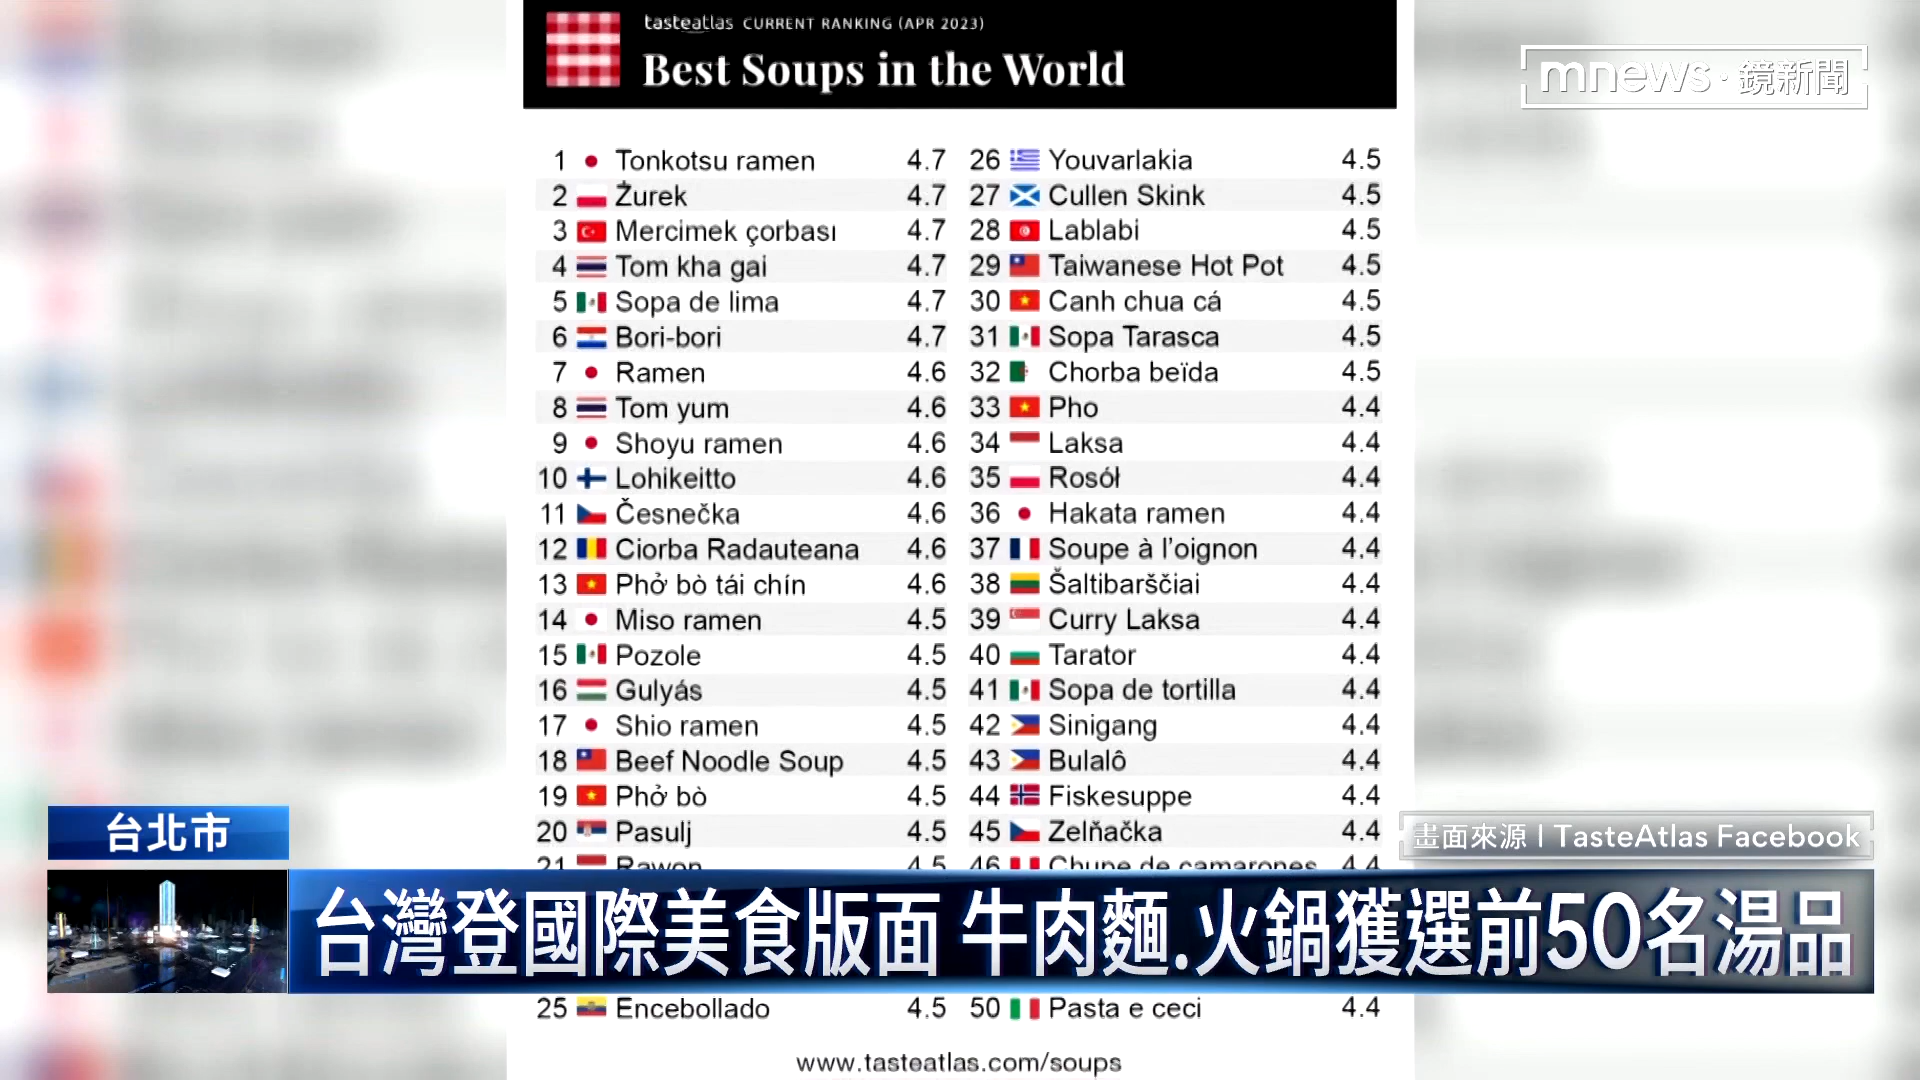 tasteatlas CURRENT RANKING (APR 2023)
Best Soups in the World
mnews·鏡新聞
1 Tonkotsu ramen 4.7
2 Żurek 4.7
3 Mercimek çorbası 4.7
4 Tom kha gai 4.7
5 Sopa de lima 4.7
6 Bori-bori 4.7
7 Ramen 4.6
8 Tom yum 4.6
9 Shoyu ramen 4.6
10 Lohikeitto 4.6
11 Česnečka 4.6
12 Ciorba Radauteana 4.6
13 Phở bò tái chín 4.6
14 Miso ramen 4.5
15 Pozole 4.5
16 Gulyás 4.5
17 Shio ramen 4.5
18 Beef Noodle Soup 4.5
19 Phở bò 4.5
20 Pasulj 4.5
21 Rawon 4.5
25 Encebollado 4.5
26 Youvarlakia 4.5
27 Cullen Skink 4.5
28 Lablabi 4.5
29 Taiwanese Hot Pot 4.5
30 Canh chua cá 4.5
31 Sopa Tarasca 4.5
32 Chorba beïda 4.5
33 Pho 4.4
34 Laksa 4.4
35 Rosół 4.4
36 Hakata ramen 4.4
37 Soupe à l’oignon 4.4
38 Šaltibarščiai 4.4
39 Curry Laksa 4.4
40 Tarator 4.4
41 Sopa de tortilla 4.4
42 Sinigang 4.4
43 Bulalô 4.4
44 Fiskesuppe 4.4
45 Zelňačka 4.4
46 Chupe de camarones 4.4
50 Pasta e ceci 4.4
台北市
畫面來源 | TasteAtlas Facebook
台灣登國際美食版面 牛肉麵.火鍋獲選前50名湯品
www.tasteatlas.com/soups